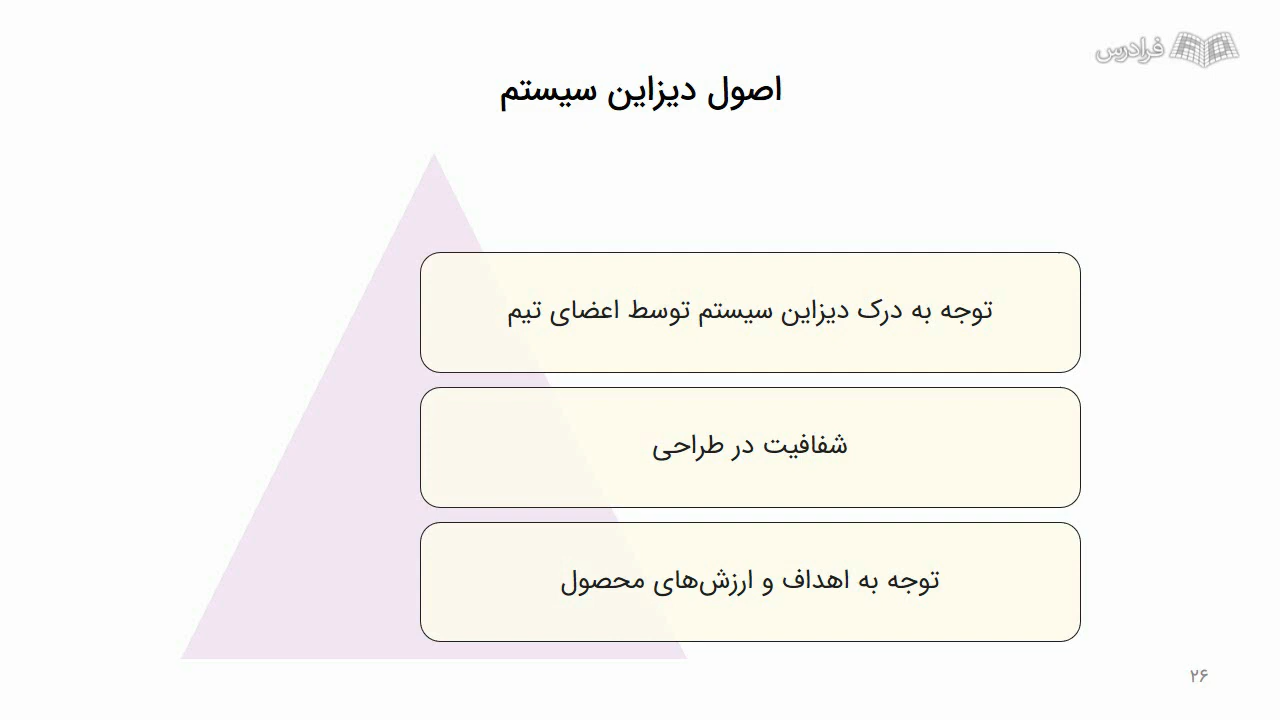 فرادرس
اصول دیزاین سیستم
توجه به درک دیزاین سیستم توسط اعضای تیم
شفافیت در طراحی
توجه به اهداف و ارزش‌های محصول
۲۶